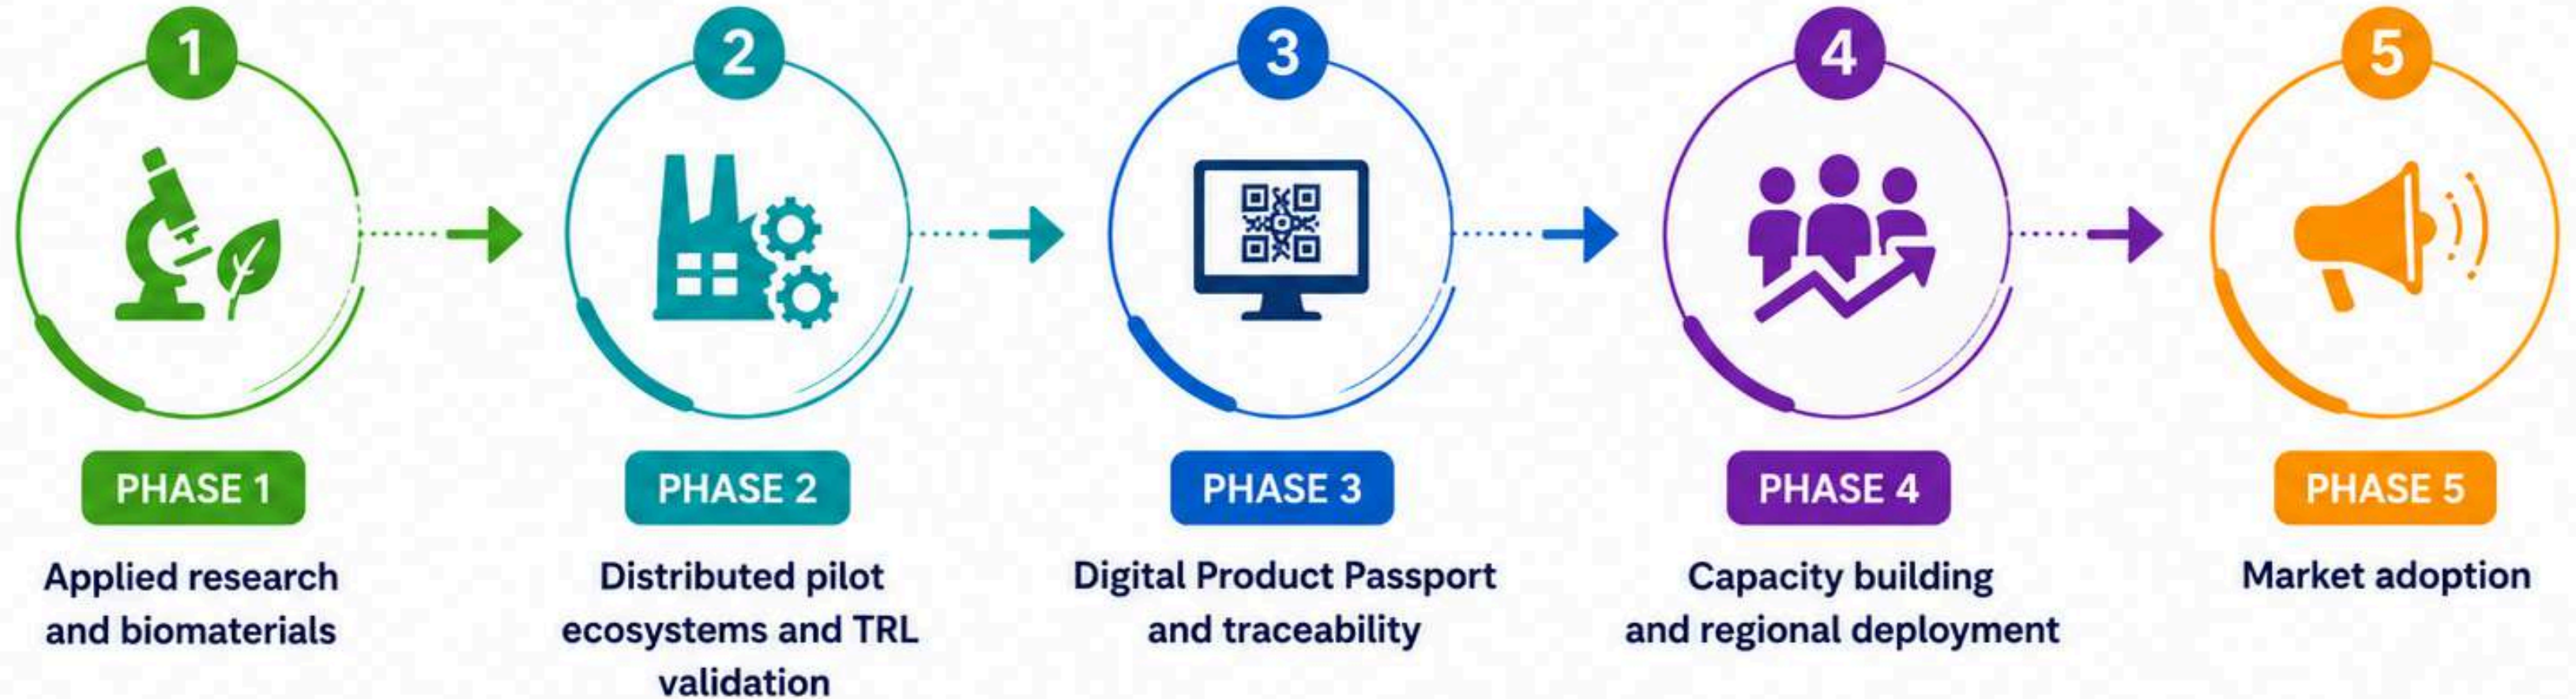 1
2
3
4
5
PHASE 1
PHASE 2
PHASE 3
PHASE 4
PHASE 5
Applied research
and biomaterials
Distributed pilot
ecosystems and TRL
validation
Digital Product Passport
and traceability
Capacity building
and regional deployment
Market adoption